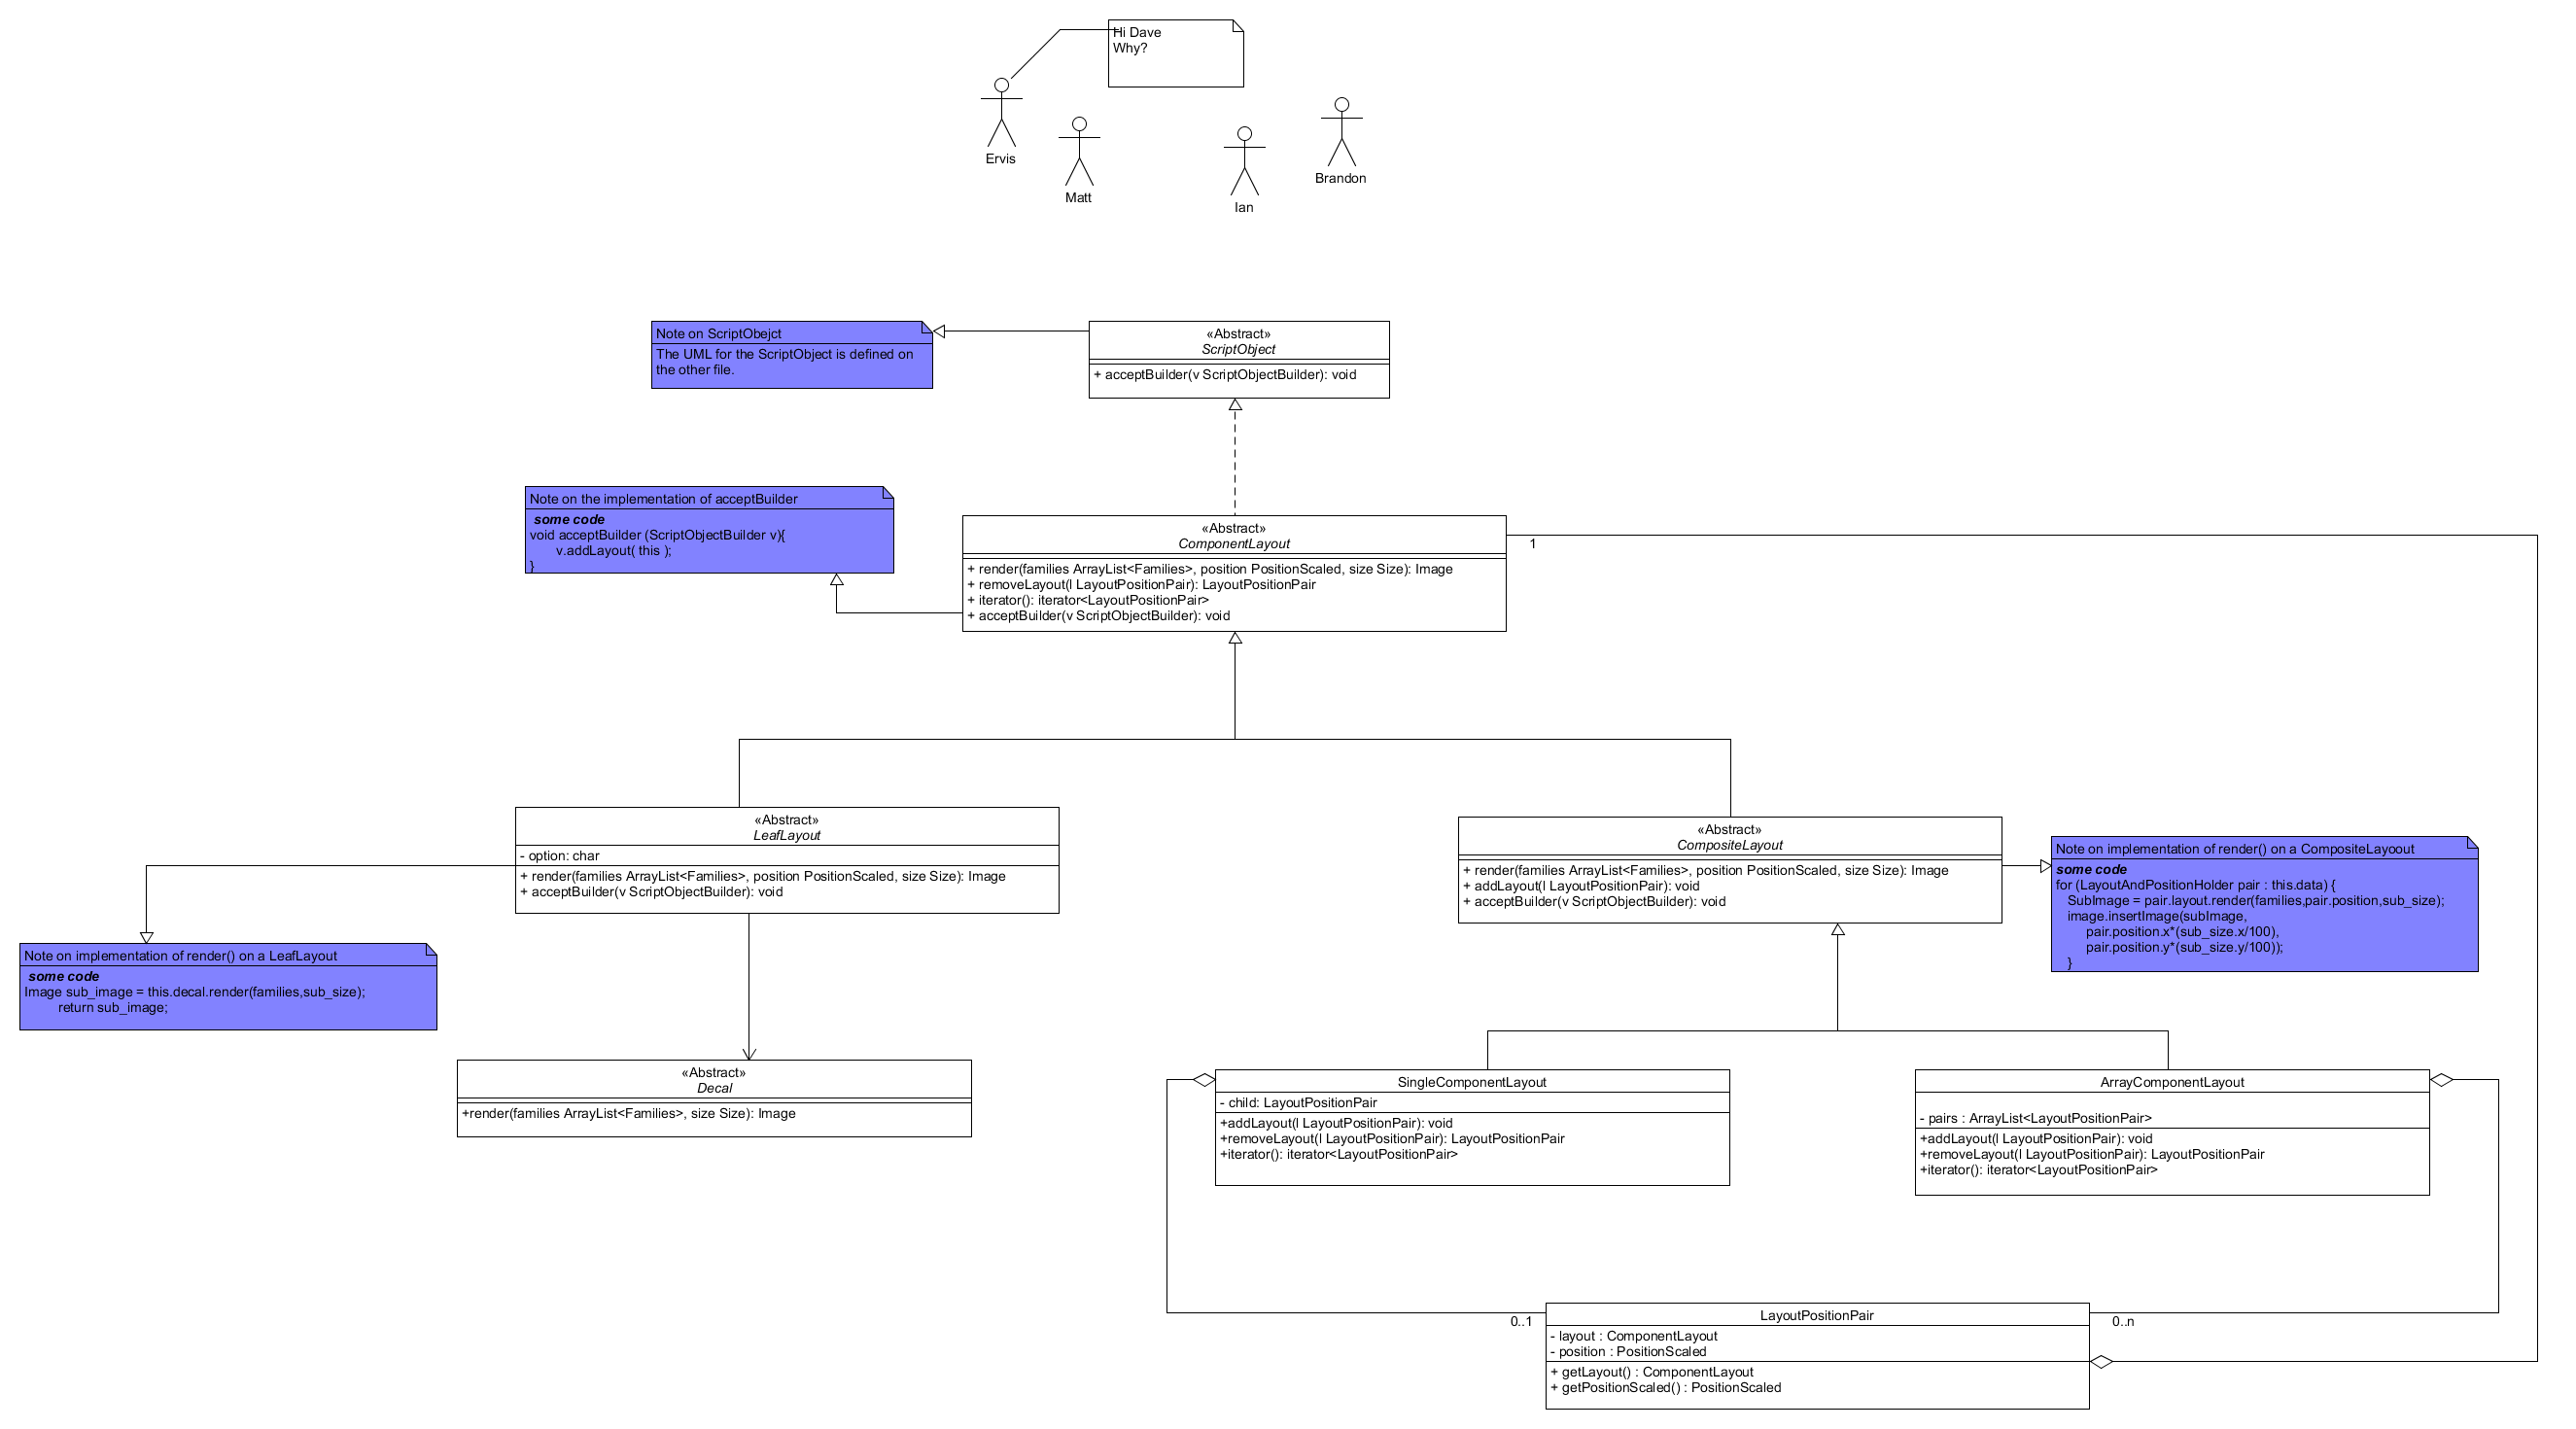 Hi Dave
Why?
Ervis
Matt
Ian
Brandon
Note on ScriptObejct
The UML for the ScriptObject is defined on
the other file.
«Abstract»
ScriptObject
+ acceptBuilder(v ScriptObjectBuilder): void
Note on the implementation of acceptBuilder
some code
void acceptBuilder (ScriptObjectBuilder v){
v.addLayout( this );
}
«Abstract»
ComponentLayout
+ render(families ArrayList<Families>, position PositionScaled, size Size): Image
+ removeLayout(l LayoutPositionPair): LayoutPositionPair
+ iterator(): iterator<LayoutPositionPair>
+ acceptBuilder(v ScriptObjectBuilder): void
1
«Abstract»
LeafLayout
- option: char
+ render(families ArrayList<Families>, position PositionScaled, size Size): Image
+ acceptBuilder(v ScriptObjectBuilder): void
«Abstract»
CompositeLayout
+ render(families ArrayList<Families>, position PositionScaled, size Size): Image
+ addLayout(l LayoutPositionPair): void
+ acceptBuilder(v ScriptObjectBuilder): void
Note on implementation of render() on a CompositeLayoout
some code
for (LayoutAndPositionHolder pair : this.data) {
SubImage = pair.layout.render(families,pair.position,sub_size);
image.insertImage(subImage,
pair.position.x*(sub_size.x/100),
pair.position.y*(sub_size.y/100));
}
Note on implementation of render() on a LeafLayout
some code
Image sub_image = this.decal.render(families,sub_size);
return sub_image;
«Abstract»
Decal
+render(families ArrayList<Families>, size Size): Image
SingleComponentLayout
- child: LayoutPositionPair
+addLayout(l LayoutPositionPair): void
+removeLayout(l LayoutPositionPair): LayoutPositionPair
+iterator(): iterator<LayoutPositionPair>
ArrayComponentLayout
- pairs : ArrayList<LayoutPositionPair>
+addLayout(l LayoutPositionPair): void
+removeLayout(l LayoutPositionPair): LayoutPositionPair
+iterator(): iterator<LayoutPositionPair>
0..1
LayoutPositionPair
- layout : ComponentLayout
- position : PositionScaled
+ getLayout() : ComponentLayout
+ getPositionScaled() : PositionScaled
0..n